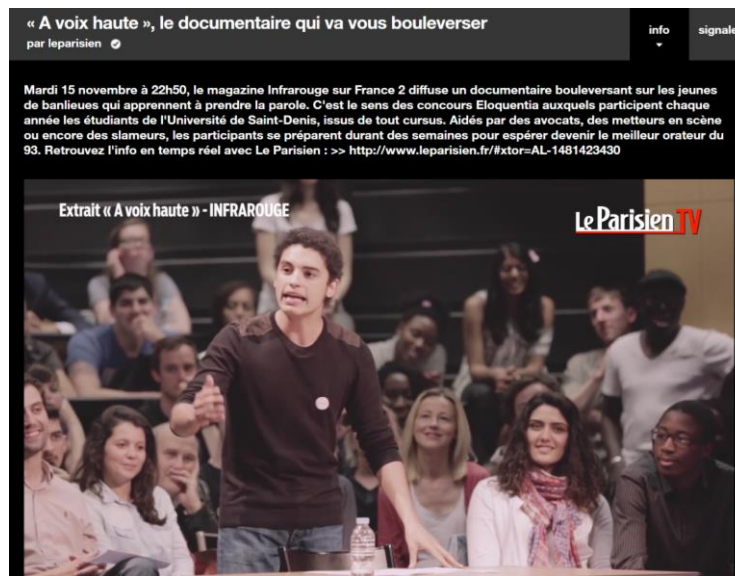 « A voix haute », le documentaire qui va vous bouleverser
par leparisien
info
signale
Mardi 15 novembre à 22h50, le magazine Infrarouge sur France 2 diffuse un documentaire bouleversant sur les jeunes
de banlieues qui apprennent à prendre la parole. C'est le sens des concours Eloquentia auxquels participent chaque
année les étudiants de l'Université de Saint-Denis, issus de tout cursus. Aidés par des avocats, des metteurs en scène
ou encore des slameurs, les participants se préparent durant des semaines pour espérer devenir le meilleur orateur du
93. Retrouvez l'info en temps réel avec Le Parisien : >> http://www.leparisien.fr/#xtor=AL-1481423430
Extrait « A voix haute » - INFRAROUGE
Le Parisien TV